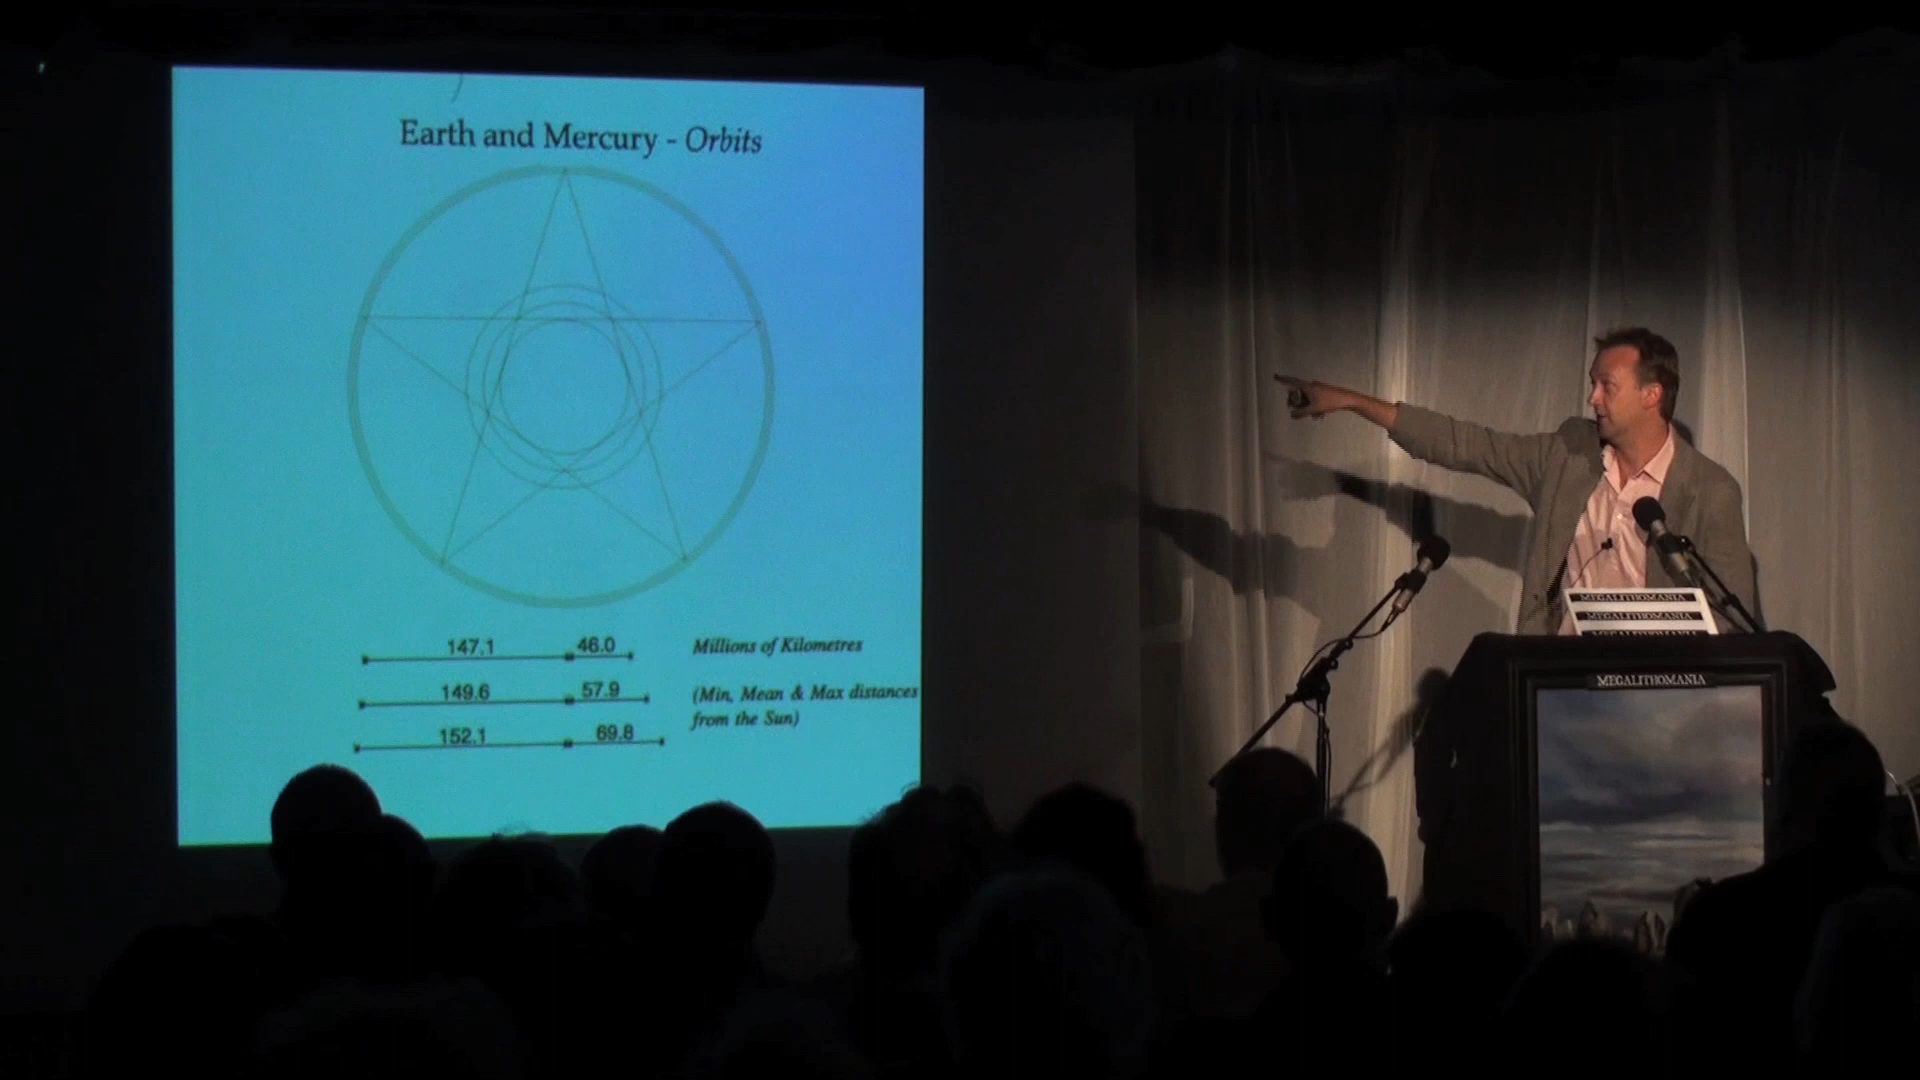 Earth and Mercury - Orbits
147.1 46.0 Millions of Kilometres
149.6 57.9 (Min, Mean & Max distances
from the Sun)
152.1 69.8
MEGALITHOMANIA
MEGALITHOMANIA
MEGALITHOMANIA
MEGALITHOMANIA